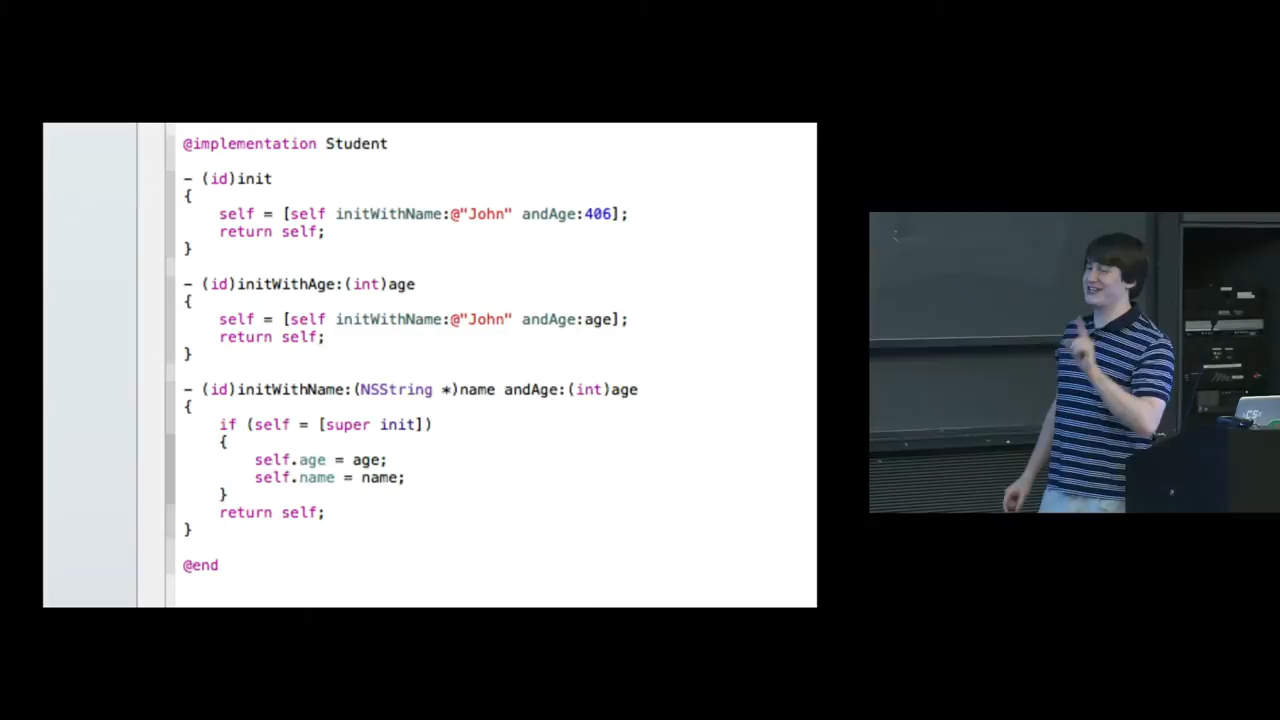 @implementation Student
- (id)init
{
self = [self initWithName:@"John" andAge:406];
return self;
}
- (id)initWithAge:(int)age
{
self = [self initWithName:@"John" andAge:age];
return self;
}
- (id)initWithName:(NSString *)name andAge:(int)age
{
if (self = [super init])
{
self.age = age;
self.name = name;
}
return self;
}
@end